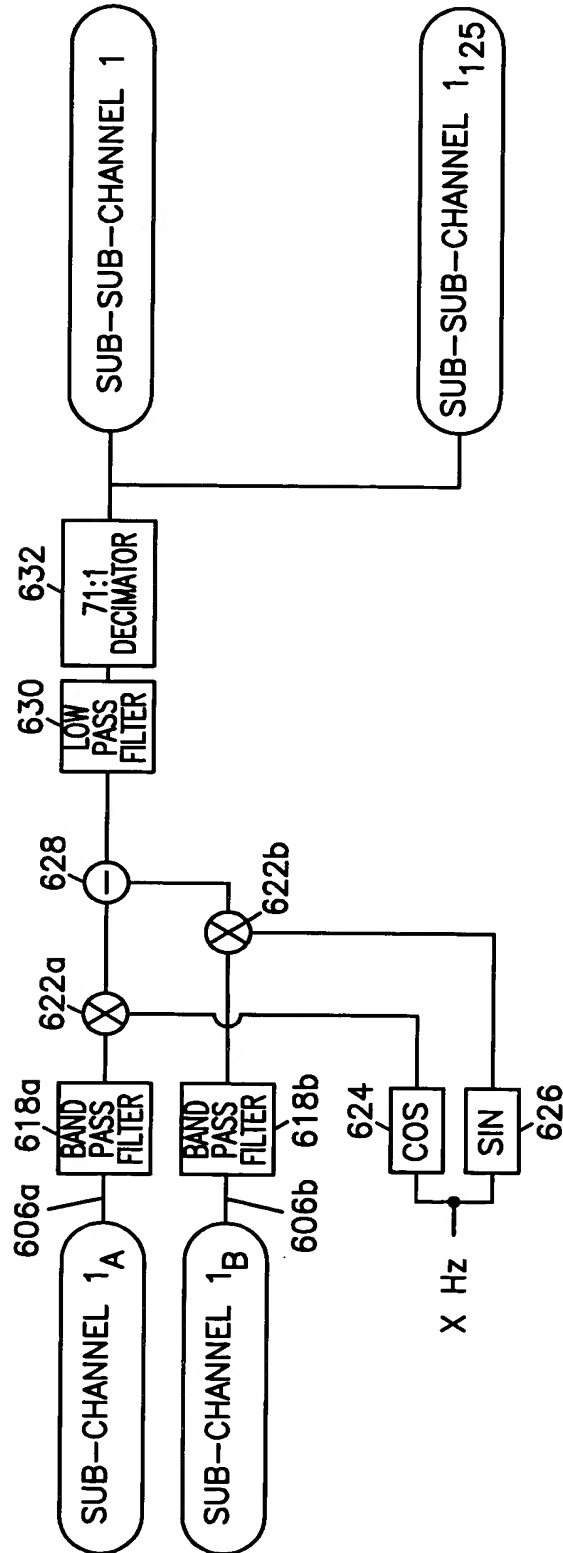 SUB-CHANNEL 1A
606a
618a
BAND
PASS
FILTER
622a
628
630
LOW
PASS
FILTER
632
71:1
DECIMATOR
SUB-SUB-CHANNEL 1
SUB-CHANNEL 1B
606b
BAND
PASS
FILTER
618b
622b
SUB-SUB-CHANNEL 1125
X Hz
624
COS
SIN
626